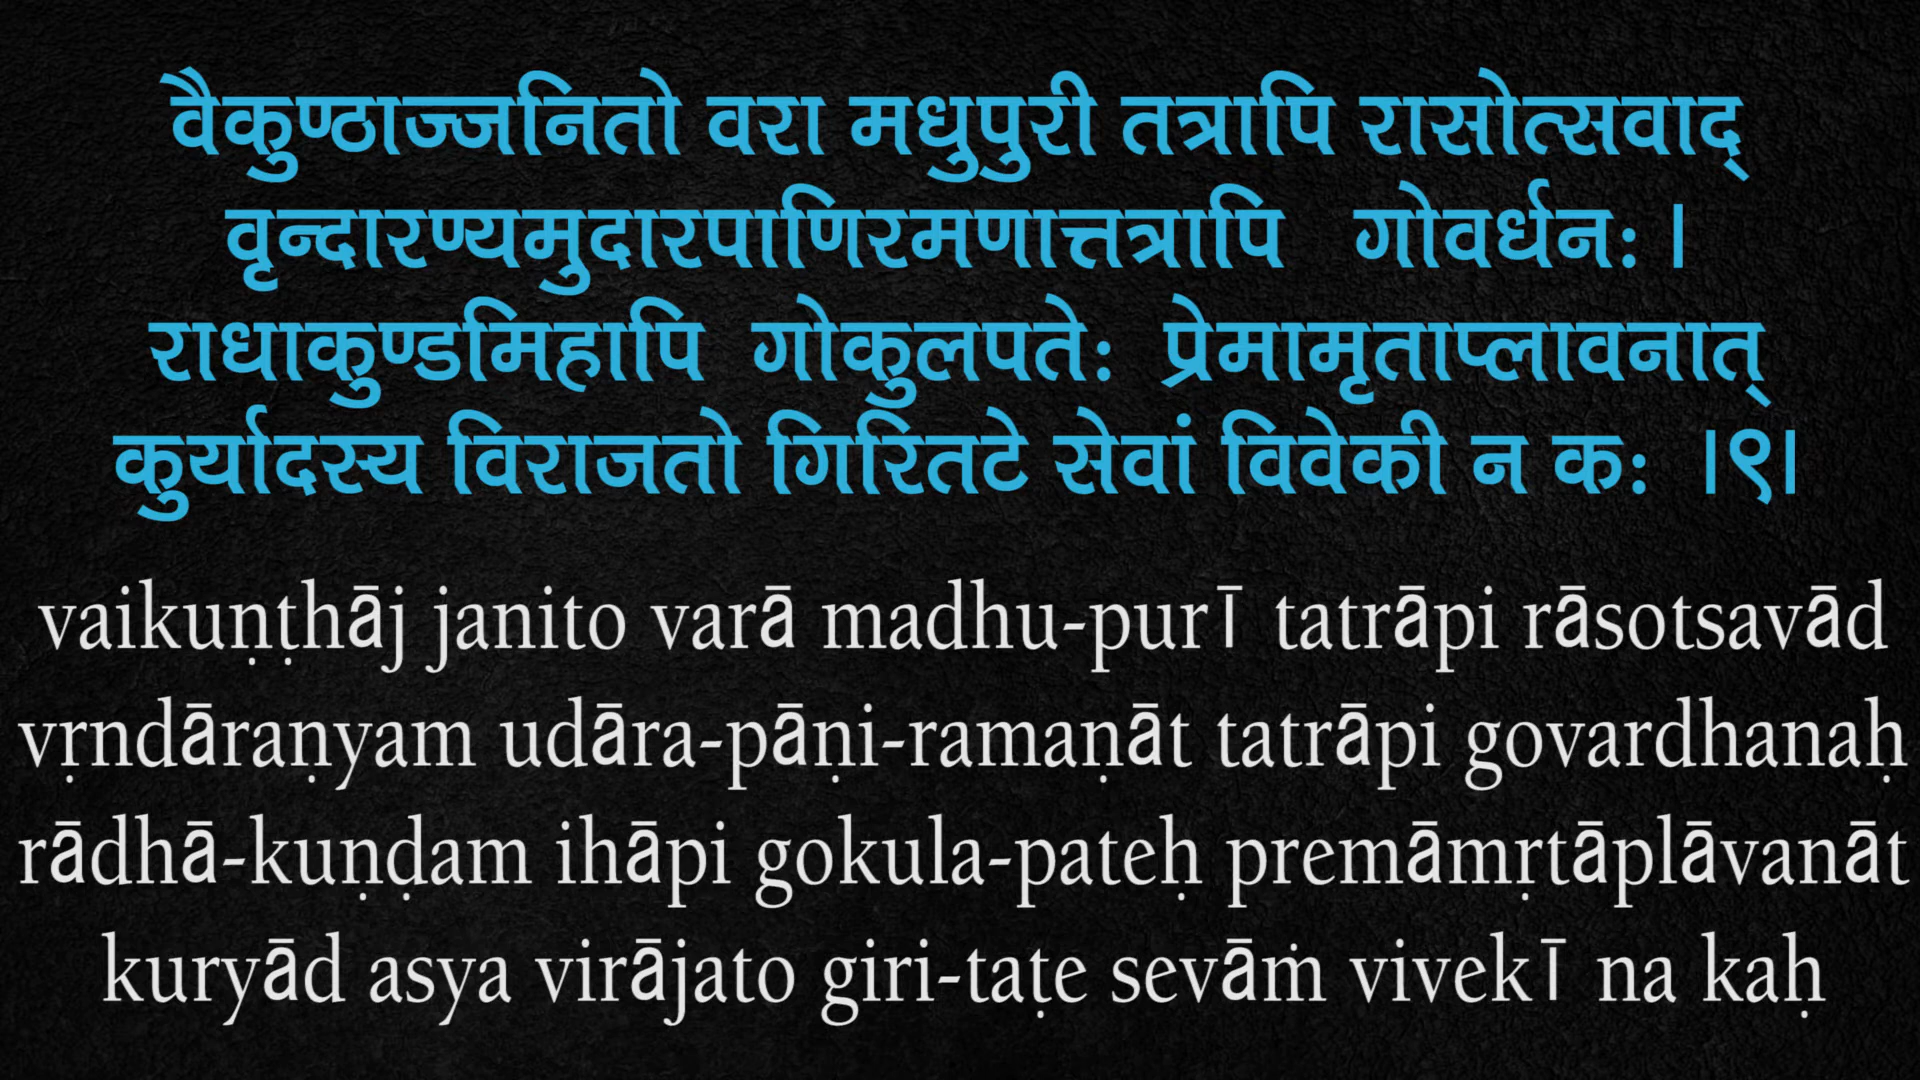 वैकुण्ठाज्जनितो वरा मधुपुरी तत्रापि रासोत्सवाद्
वृन्दारण्यमुदारपाणिरमणात्तत्रापि गोवर्धनः ।
राधाकुण्डमिहापि गोकुलपतेः प्रेमामृताप्लावनात्
कुर्यादस्य विराजतो गिरितटे सेवां विवेकी न कः ।९।
vaikuṇṭhāj janito varā madhu-purī tatrāpi rāsotsavād
vṛndāraṇyam udāra-pāṇi-ramaṇāt tatrāpi govardhanaḥ
rādhā-kuṇḍam ihāpi gokula-pateḥ premāmṛtāplāvanāt
kuryād asya virājato giri-taṭe sevāṁ vivekī na kaḥ